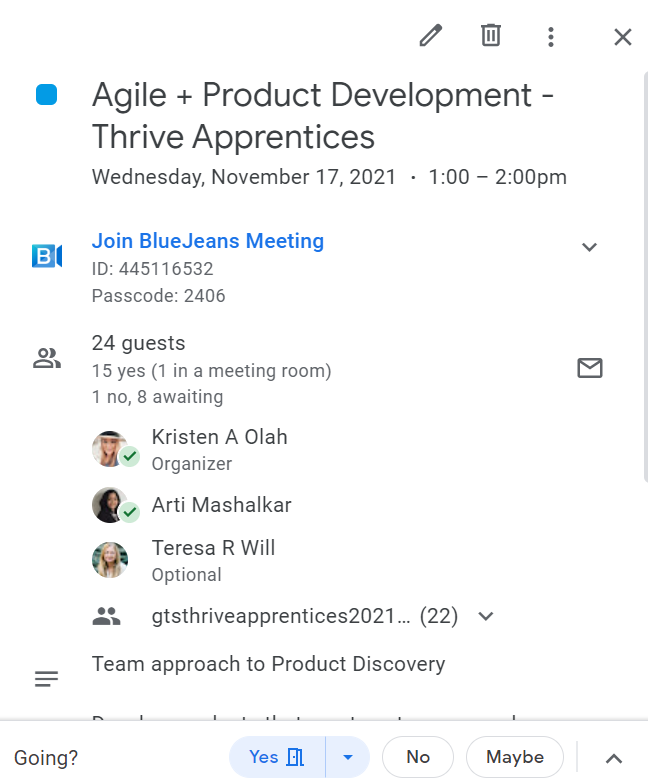 Agile + Product Development -
Thrive Apprentices
Wednesday, November 17, 2021 · 1:00 – 2:00pm
B
Join BlueJeans Meeting
ID: 445116532
Passcode: 2406
24 guests
15 yes (1 in a meeting room)
1 no, 8 awaiting
Kristen A Olah
Organizer
Arti Mashalkar
Teresa R Will
Optional
gtsthriveapprentices2021... (22)
Team approach to Product Discovery
Going?
Yes
No
Maybe